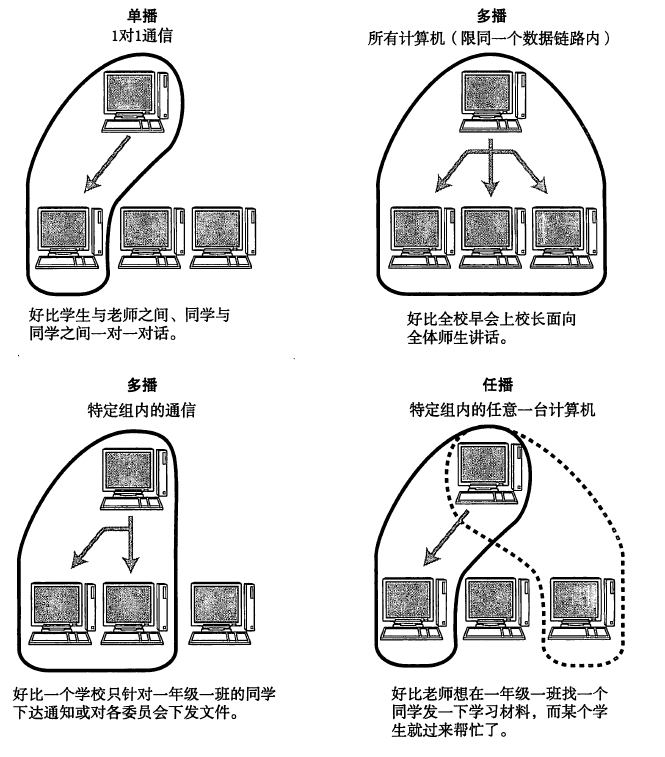 单播
1对1通信
好比学生与老师之间、同学与
同学之间一对一对话。
多播
所有计算机（限同一个数据链路内）
好比全校早会上校长面向
全体师生讲话。
多播
特定组内的通信
好比一个学校只针对一年级一班的同学
下达通知或对各委员会下发文件。
任播
特定组内的任意一台计算机
好比老师想在一年级一班找一个
同学发一下学习材料，而某个学
生就过来帮忙了。